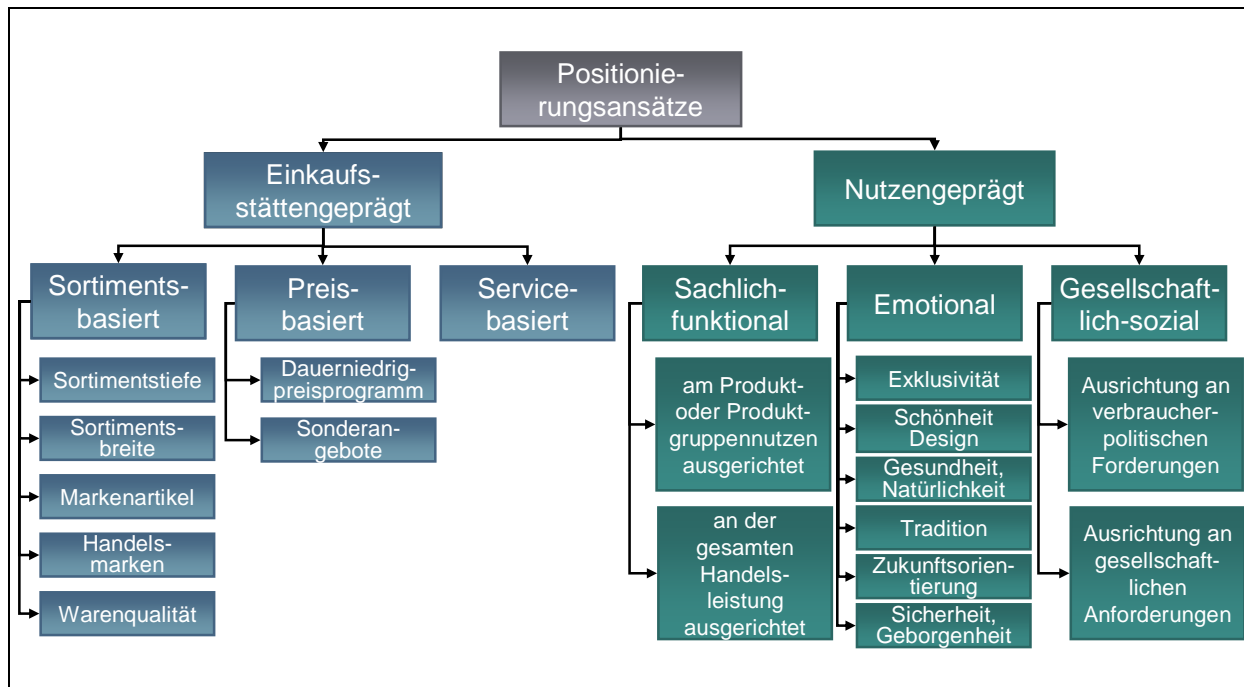 Positionie-
rungsansätze
Einkaufs-
stättengeprägt
Nutzengeprägt
Sortiments-
basiert
Preis-
basiert
Service-
basiert
Sachlich-
funktional
Emotional
Gesellschaft-
lich-sozial
Sortimentstiefe
Sortiments-
breite
Markenartikel
Handels-
marken
Warenqualität
Dauerniedrig-
preisprogramm
Sonderan-
gebote
am Produkt-
oder Produkt-
gruppennutzen
ausgerichtet
an der
gesamten
Handels-
leistung
ausgerichtet
Exklusivität
Schönheit
Design
Gesundheit,
Natürlichkeit
Tradition
Zukunftsorien-
tierung
Sicherheit,
Geborgenheit
Ausrichtung an
verbraucher-
politischen
Forderungen
Ausrichtung an
gesellschaft-
lichen
Anforderungen